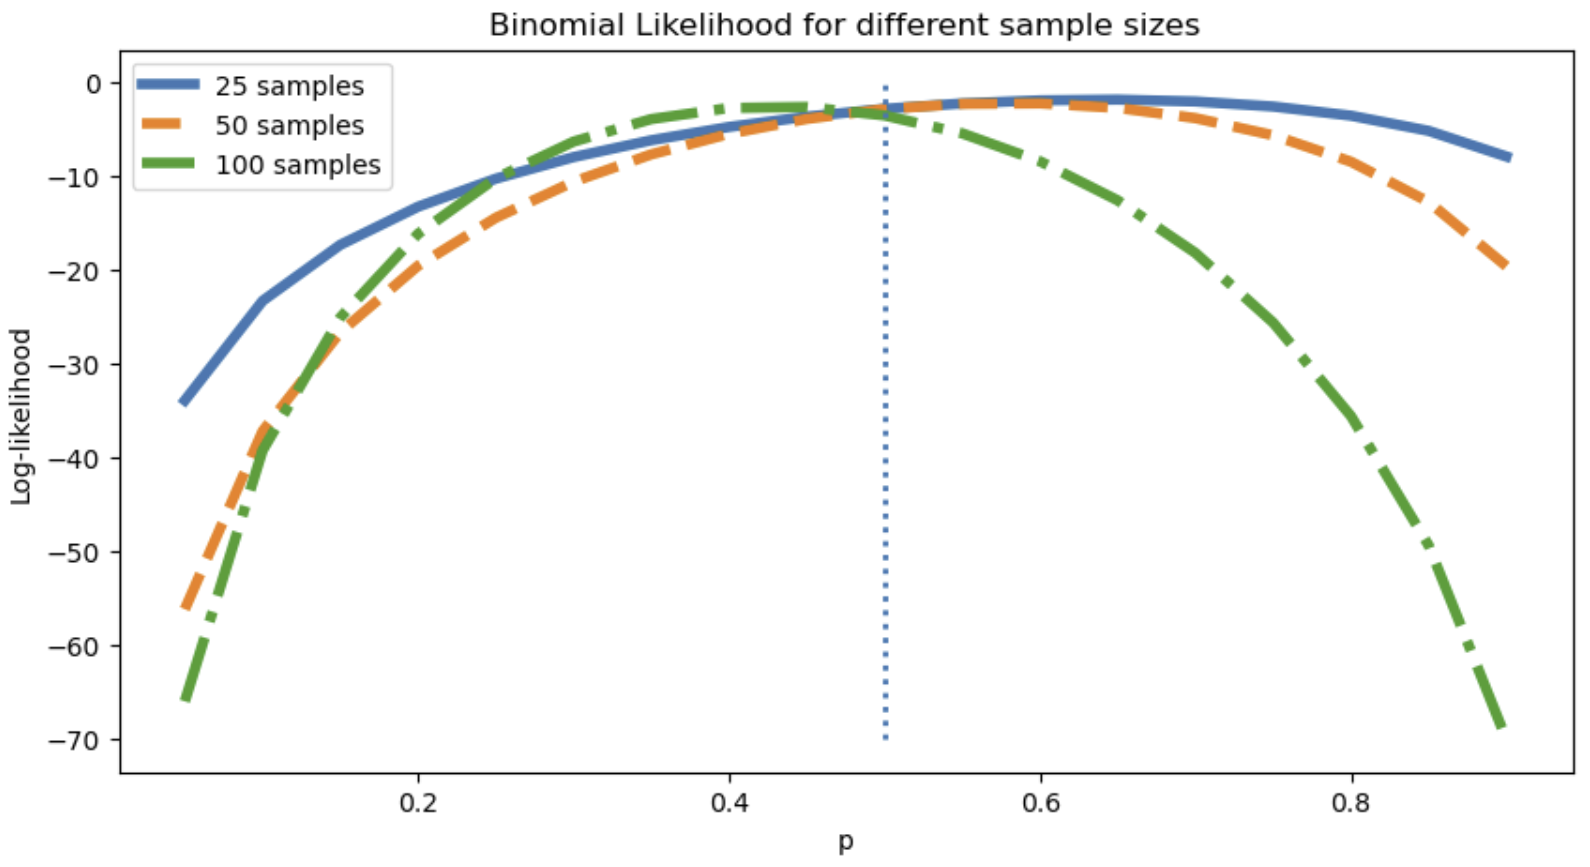 Binomial Likelihood for different sample sizes
25 samples
50 samples
100 samples
0
−10
−20
−30
−40
−50
−60
−70
Log-likelihood
0.2
0.4
0.6
0.8
p